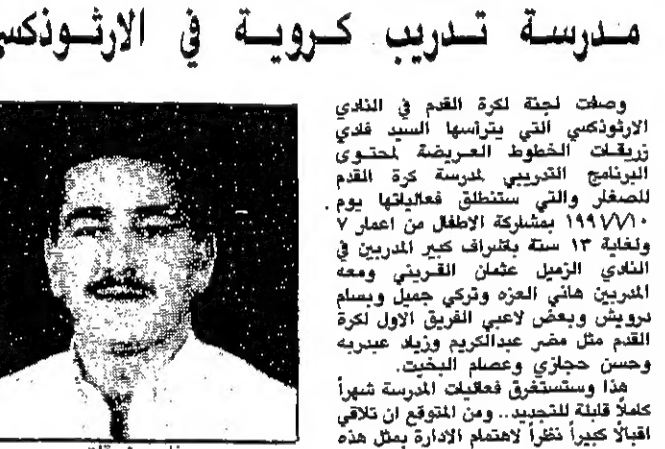 مدرسة تدريب كروية في الارثوذكسي
وصفت لجنة لكرة القدم في النادي
الارثوذكسي التي يترأسها السيد فادي
زريقات الخطوط العريضة لمحتوى
البرنامج التدريبي لمدرسة كرة القدم
للصغار والتي ستنطلق فعالياتها يوم
بمشاركة الاطفال من اعمار ٧
ولغاية ١٣ سنة باشراف كبير المدربين في
النادي الزميل عثمان القريني ومعه
المدربين هاني العزه وتركي جميل وبسام
درويش وبعض لاعبي الفريق الاول لكرة
القدم مثل مضر عبدالكريم وزياد عبدربه
وحسن حجازي وعصام البخيت.
هذا وستستغرق فعاليات المدرسة شهراً
كاملاً قابلة للتجديد.. ومن المتوقع ان تلاقي
اقبالاً كبيراً نظراً لاهتمام الادارة بمثل هذه